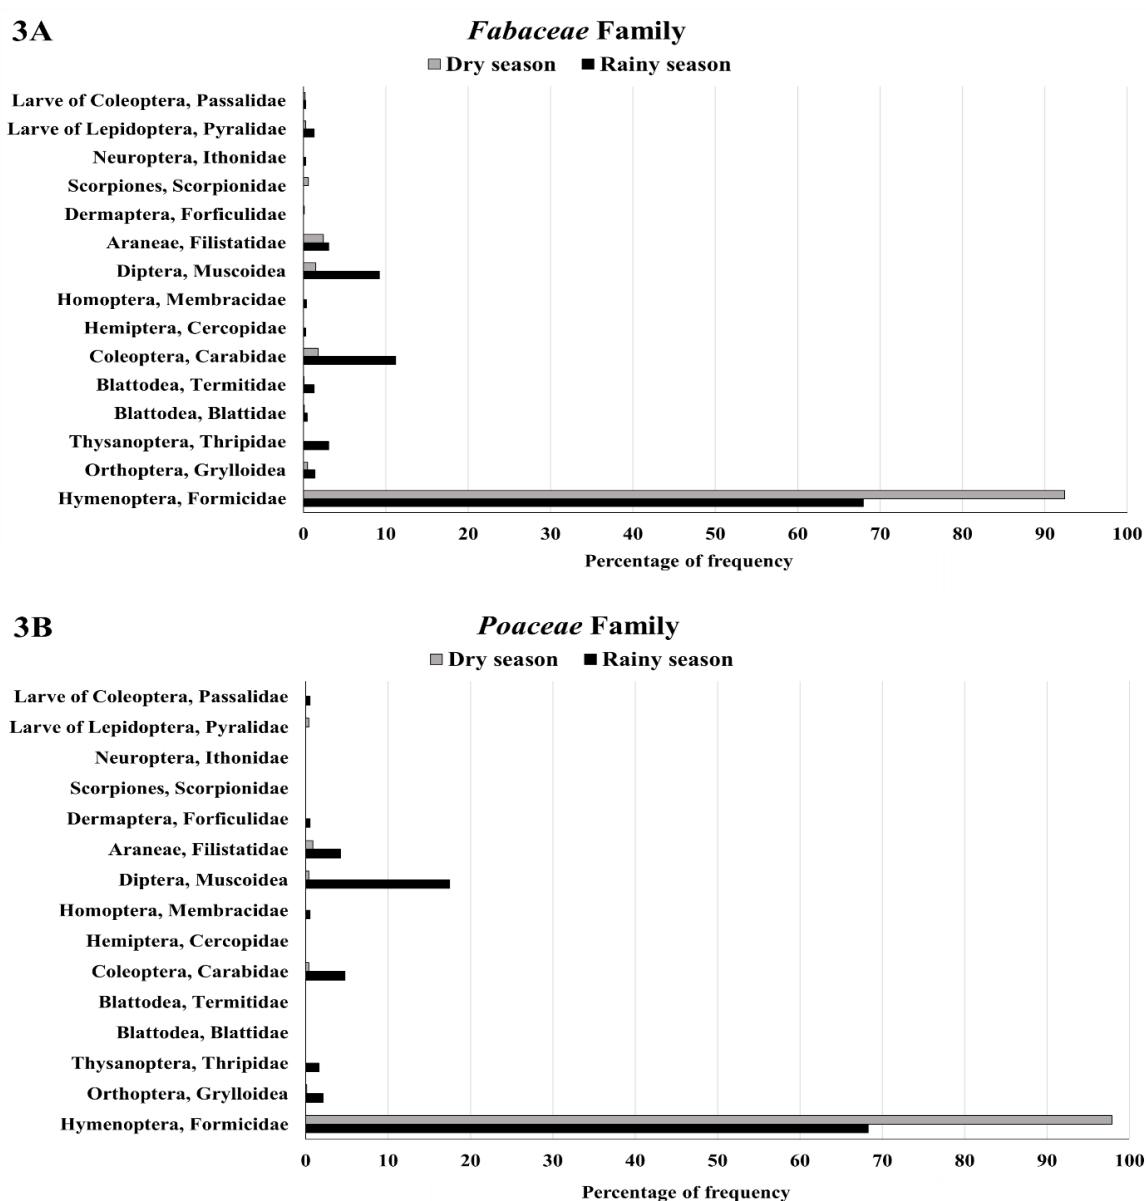 3A
Fabaceae Family
Dry season Rainy season
Larve of Coleoptera, Passalidae
Larve of Lepidoptera, Pyralidae
Neuroptera, Ithonidae
Scorpiones, Scorpionidae
Dermaptera, Forficulidae
Araneae, Filistatidae
Diptera, Muscoidea
Homoptera, Membracidae
Hemiptera, Cercopidae
Coleoptera, Carabidae
Blattodea, Termitidae
Blattodea, Blattidae
Thysanoptera, Thripidae
Orthoptera, Grylloidea
Hymenoptera, Formicidae
0 10 20 30 40 50 60 70 80 90 100
Percentage of frequency
3B
Poaceae Family
Dry season Rainy season
Larve of Coleoptera, Passalidae
Larve of Lepidoptera, Pyralidae
Neuroptera, Ithonidae
Scorpiones, Scorpionidae
Dermaptera, Forficulidae
Araneae, Filistatidae
Diptera, Muscoidea
Homoptera, Membracidae
Hemiptera, Cercopidae
Coleoptera, Carabidae
Blattodea, Termitidae
Blattodea, Blattidae
Thysanoptera, Thripidae
Orthoptera, Grylloidea
Hymenoptera, Formicidae
0 10 20 30 40 50 60 70 80 90 100
Percentage of frequency